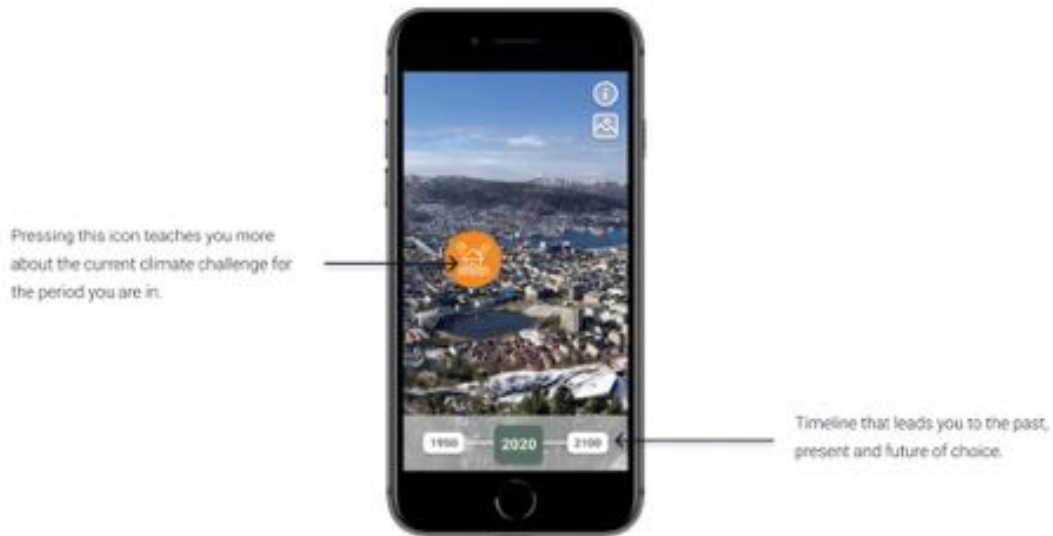 Pressing this icon teaches you more
about the current climate challenge for
the period you are in.
1950
2020
2100
Timeline that leads you to the past,
present and future of choice.